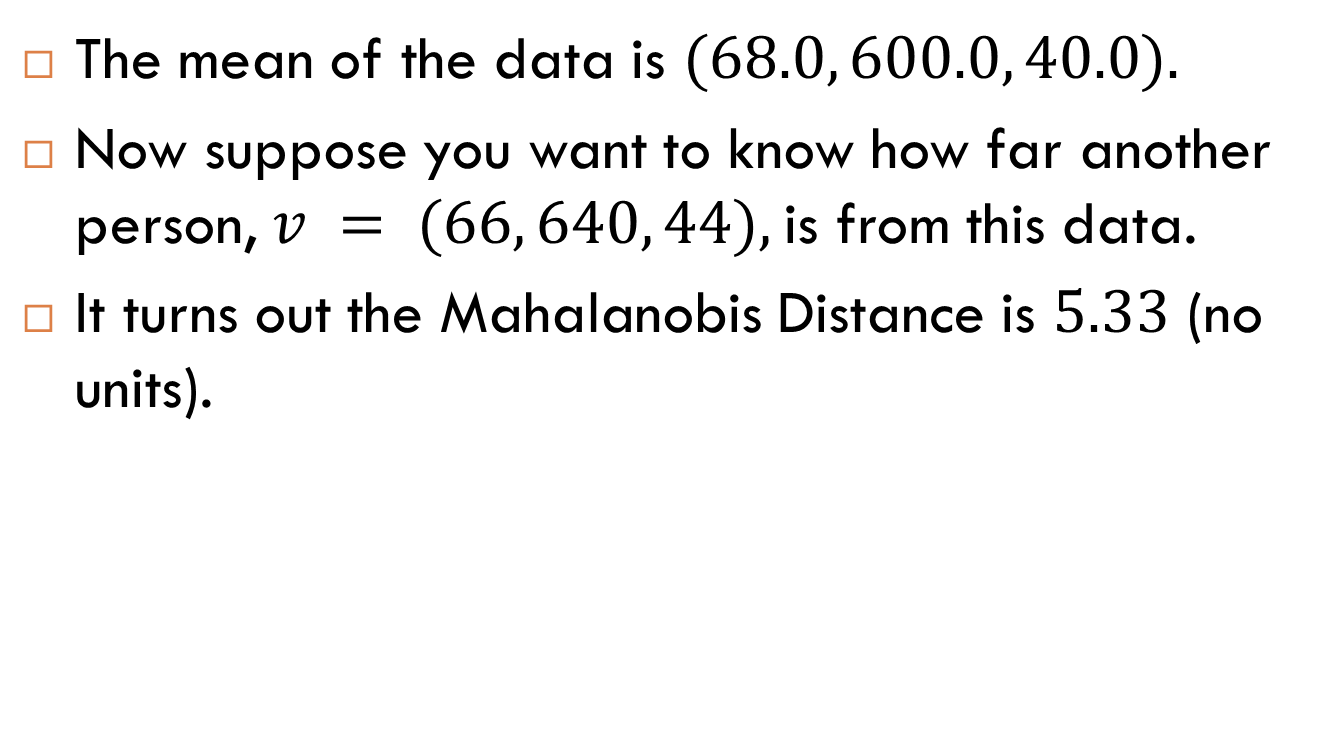 The mean of the data is (68.0, 600.0, 40.0).
Now suppose you want to know how far another
person, v = (66, 640, 44), is from this data.
It turns out the Mahalanobis Distance is 5.33 (no
units).